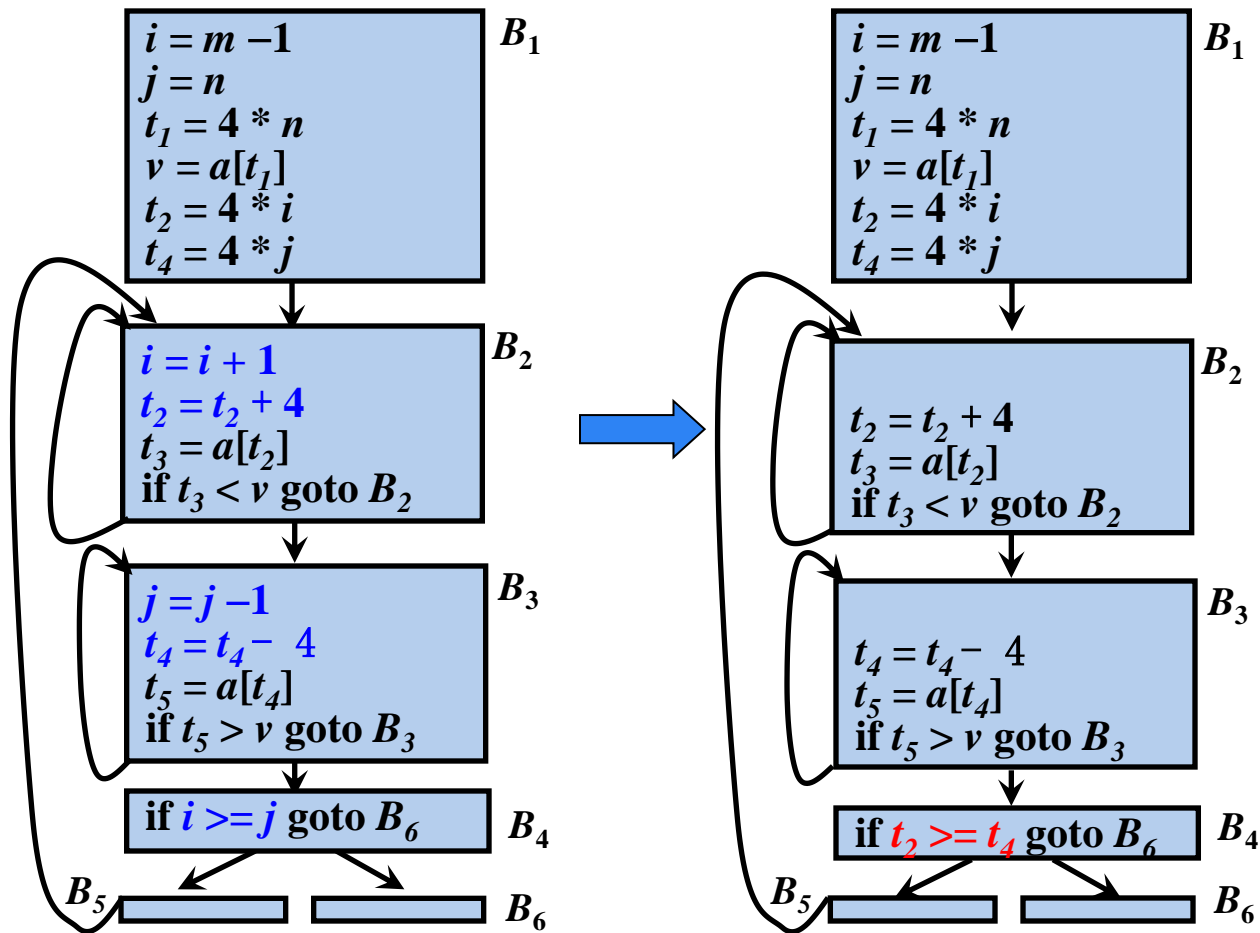 i = m −1
j = n
t₁ = 4 * n
v = a[t₁]
t₂ = 4 * i
t₄ = 4 * j
B₁
i = i + 1
t₂ = t₂ + 4
t₃ = a[t₂]
if t₃ < v goto B₂
B₂
j = j −1
t₄ = t₄ − 4
t₅ = a[t₄]
if t₅ > v goto B₃
B₃
if i >= j goto B₆
B₄
B₅
B₆
i = m −1
j = n
t₁ = 4 * n
v = a[t₁]
t₂ = 4 * i
t₄ = 4 * j
B₁
t₂ = t₂ + 4
t₃ = a[t₂]
if t₃ < v goto B₂
B₂
t₄ = t₄ − 4
t₅ = a[t₄]
if t₅ > v goto B₃
B₃
if t₂ >= t₄ goto B₆
B₄
B₅
B₆